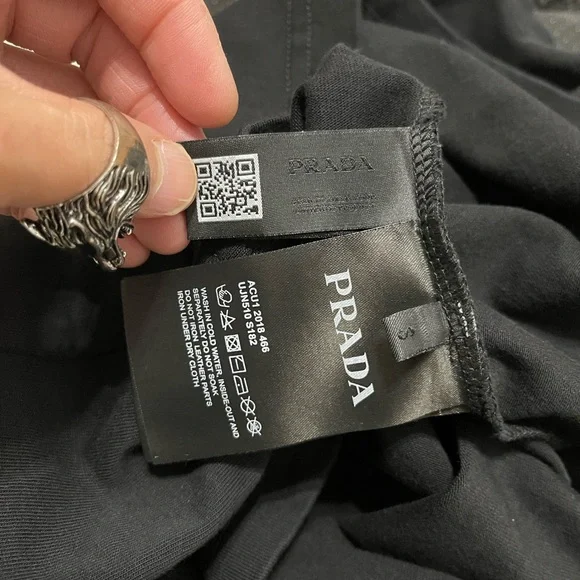 PRADA
PRADA
S
ACU1 2018 466
UJN510 S182
WASH IN COLD WATER, INSIDE-OUT AND
SEPARATELY DO NOT SOAK
DO NOT IRON LEATHER PARTS
IRON UNDER DRY CLOTH